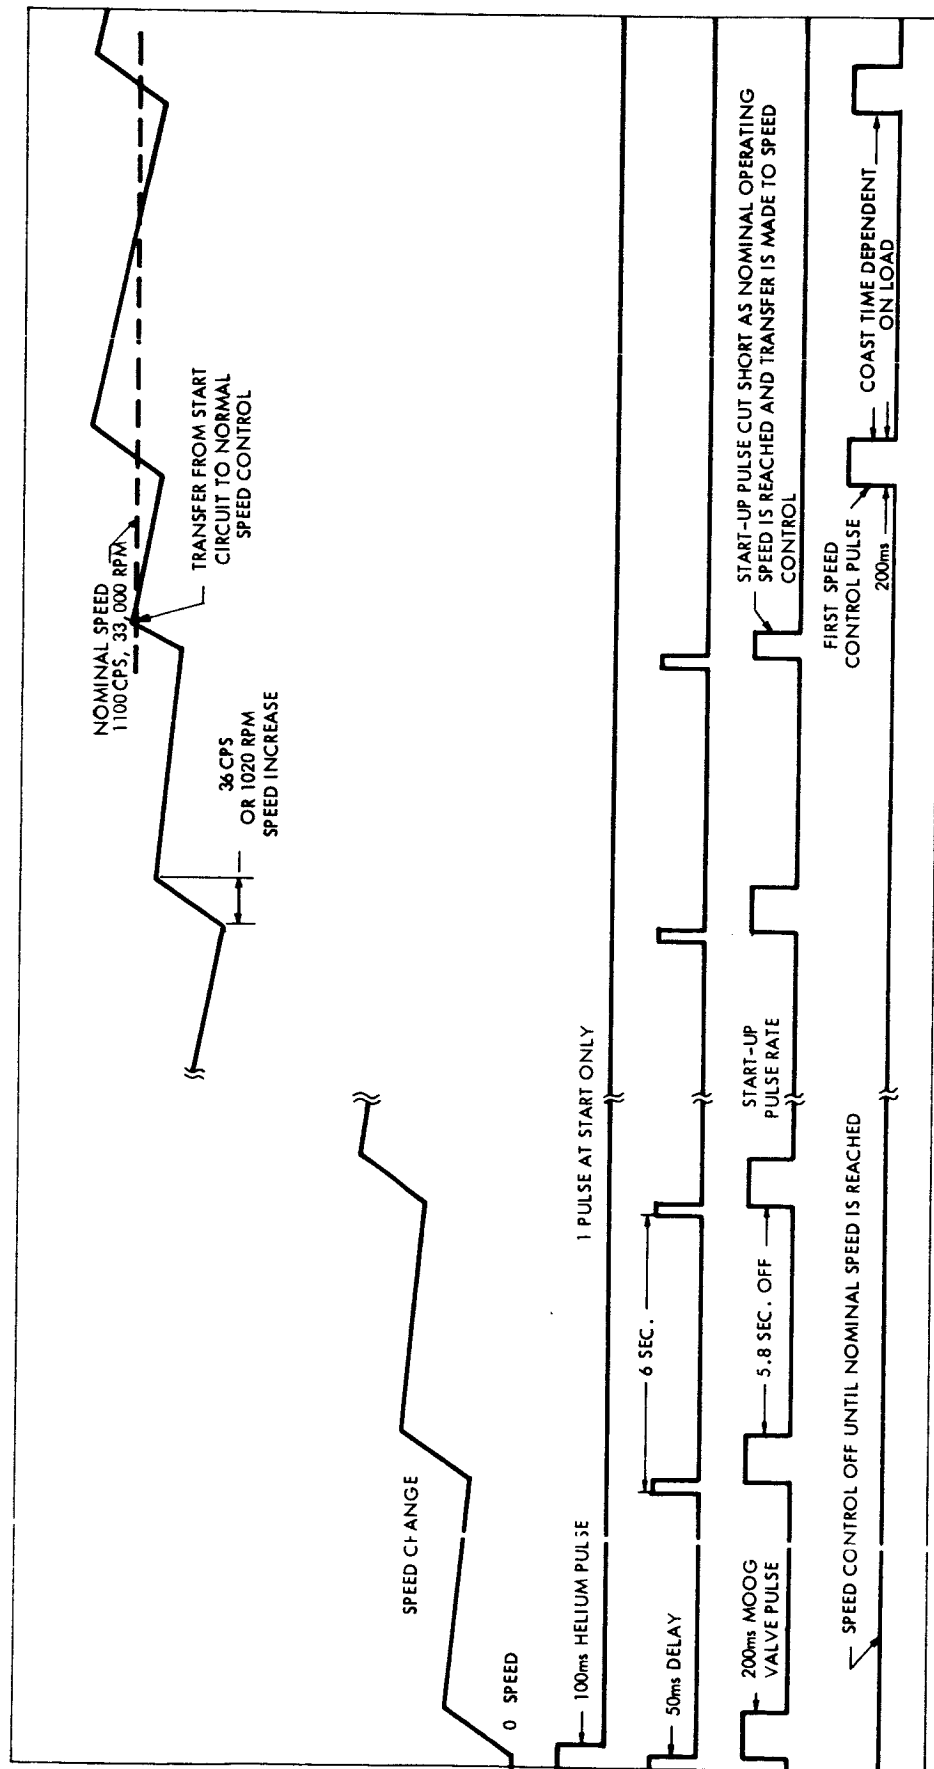 NOMINAL SPEED
1100 CPS, 33,000 RPM
TRANSFER FROM START
CIRCUIT TO NORMAL
SPEED CONTROL
36 CPS
OR 1020 RPM
SPEED INCREASE
SPEED CHANGE
0 SPEED
100ms HELIUM PULSE
1 PULSE AT START ONLY
50ms DELAY
6 SEC.
200ms MOOG
VALVE PULSE
5.8 SEC. OFF
START-UP
PULSE RATE
START-UP PULSE CUT SHORT AS NOMINAL OPERATING
SPEED IS REACHED AND TRANSFER IS MADE TO SPEED
CONTROL
SPEED CONTROL OFF UNTIL NOMINAL SPEED IS REACHED
FIRST SPEED
CONTROL PULSE
200ms
COAST TIME DEPENDENT
ON LOAD